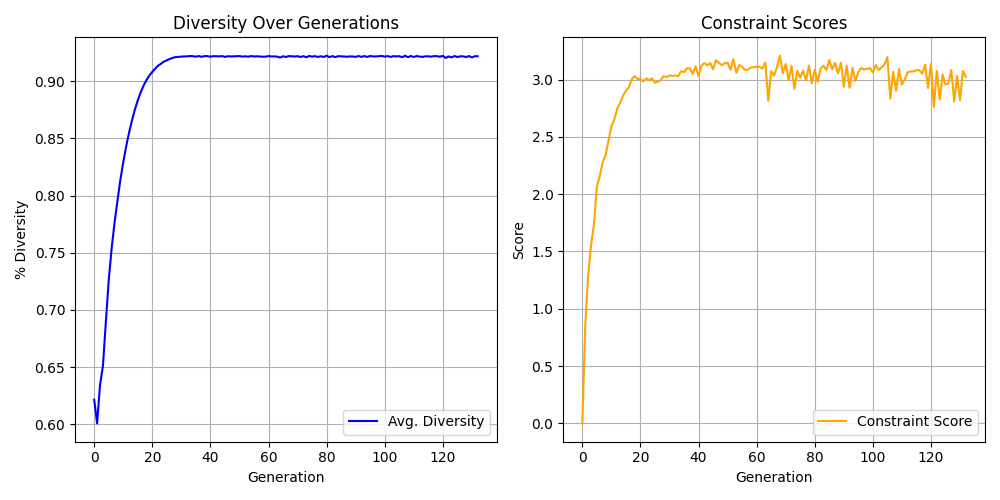 Diversity Over Generations
% Diversity
0.90
0.85
0.80
0.75
0.70
0.65
0.60
0 20 40 60 80 100 120
Generation
Avg. Diversity
Constraint Scores
Score
3.0
2.5
2.0
1.5
1.0
0.5
0.0
0 20 40 60 80 100 120
Generation
Constraint Score